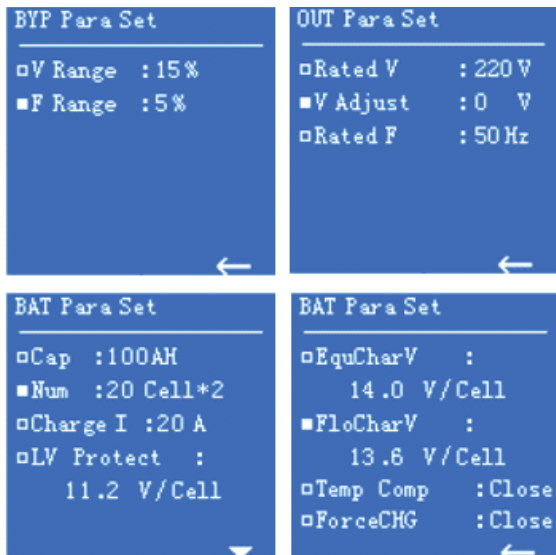 BYP Para Set
□V Range :15%
■F Range :5%
←
OUT Para Set
□Rated V :220 V
■V Adjust :0 V
□Rated F :50 Hz
←
BAT Para Set
□Cap :100AH
■Num :20 Cell*2
□Charge I :20 A
□LV Protect :
11.2 V/Cell
▼
BAT Para Set
□EquCharV :
14.0 V/Cell
■FloCharV :
13.6 V/Cell
□Temp Comp :Close
□ForceCHG :Close
←